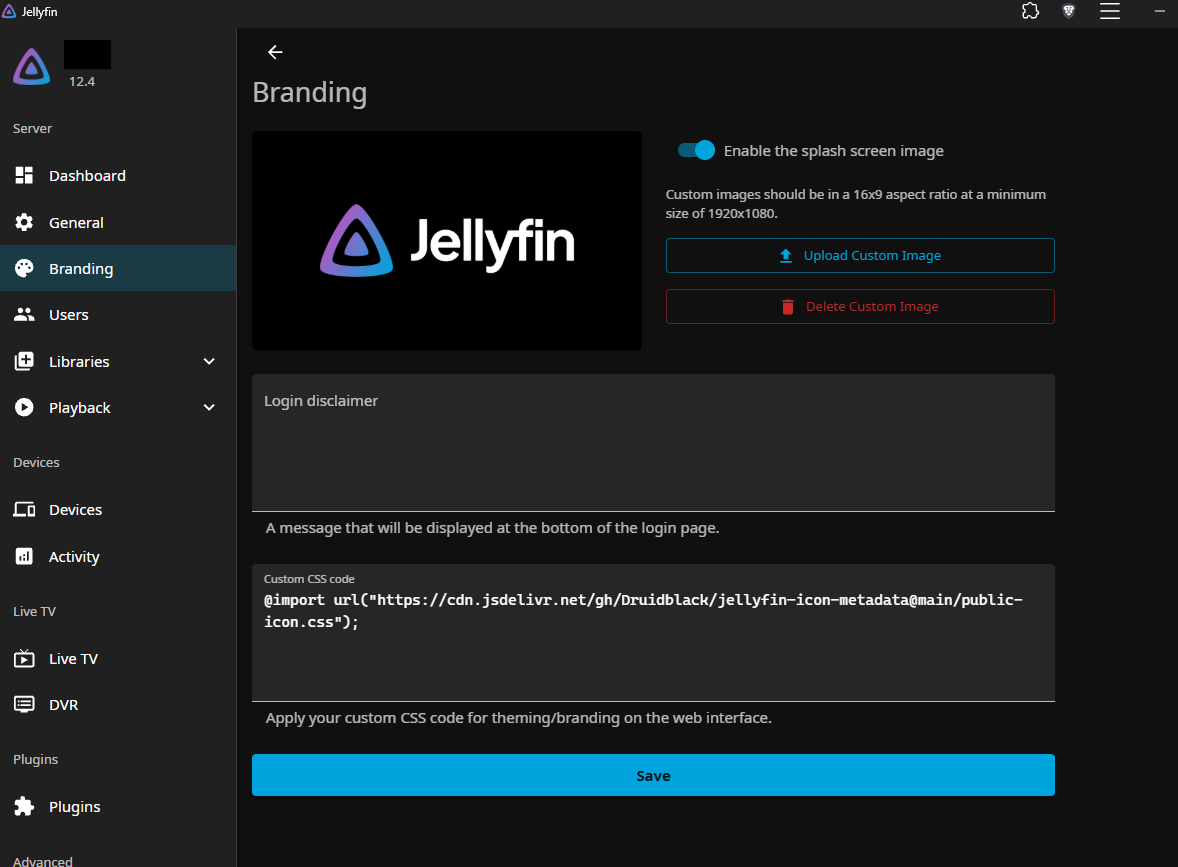 Jellyfin
12.4
Server
Dashboard
General
Branding
Users
Libraries
Playback
Devices
Devices
Activity
Live TV
Live TV
DVR
Plugins
Plugins
Advanced
Branding
Jellyfin
Enable the splash screen image
Custom images should be in a 16x9 aspect ratio at a minimum
size of 1920x1080.
Upload Custom Image
Delete Custom Image
Login disclaimer
A message that will be displayed at the bottom of the login page.
Custom CSS code
@import url("https://cdn.jsdelivr.net/gh/Druidblack/jellyfin-icon-metadata@main/public-
icon.css");
Apply your custom CSS code for theming/branding on the web interface.
Save